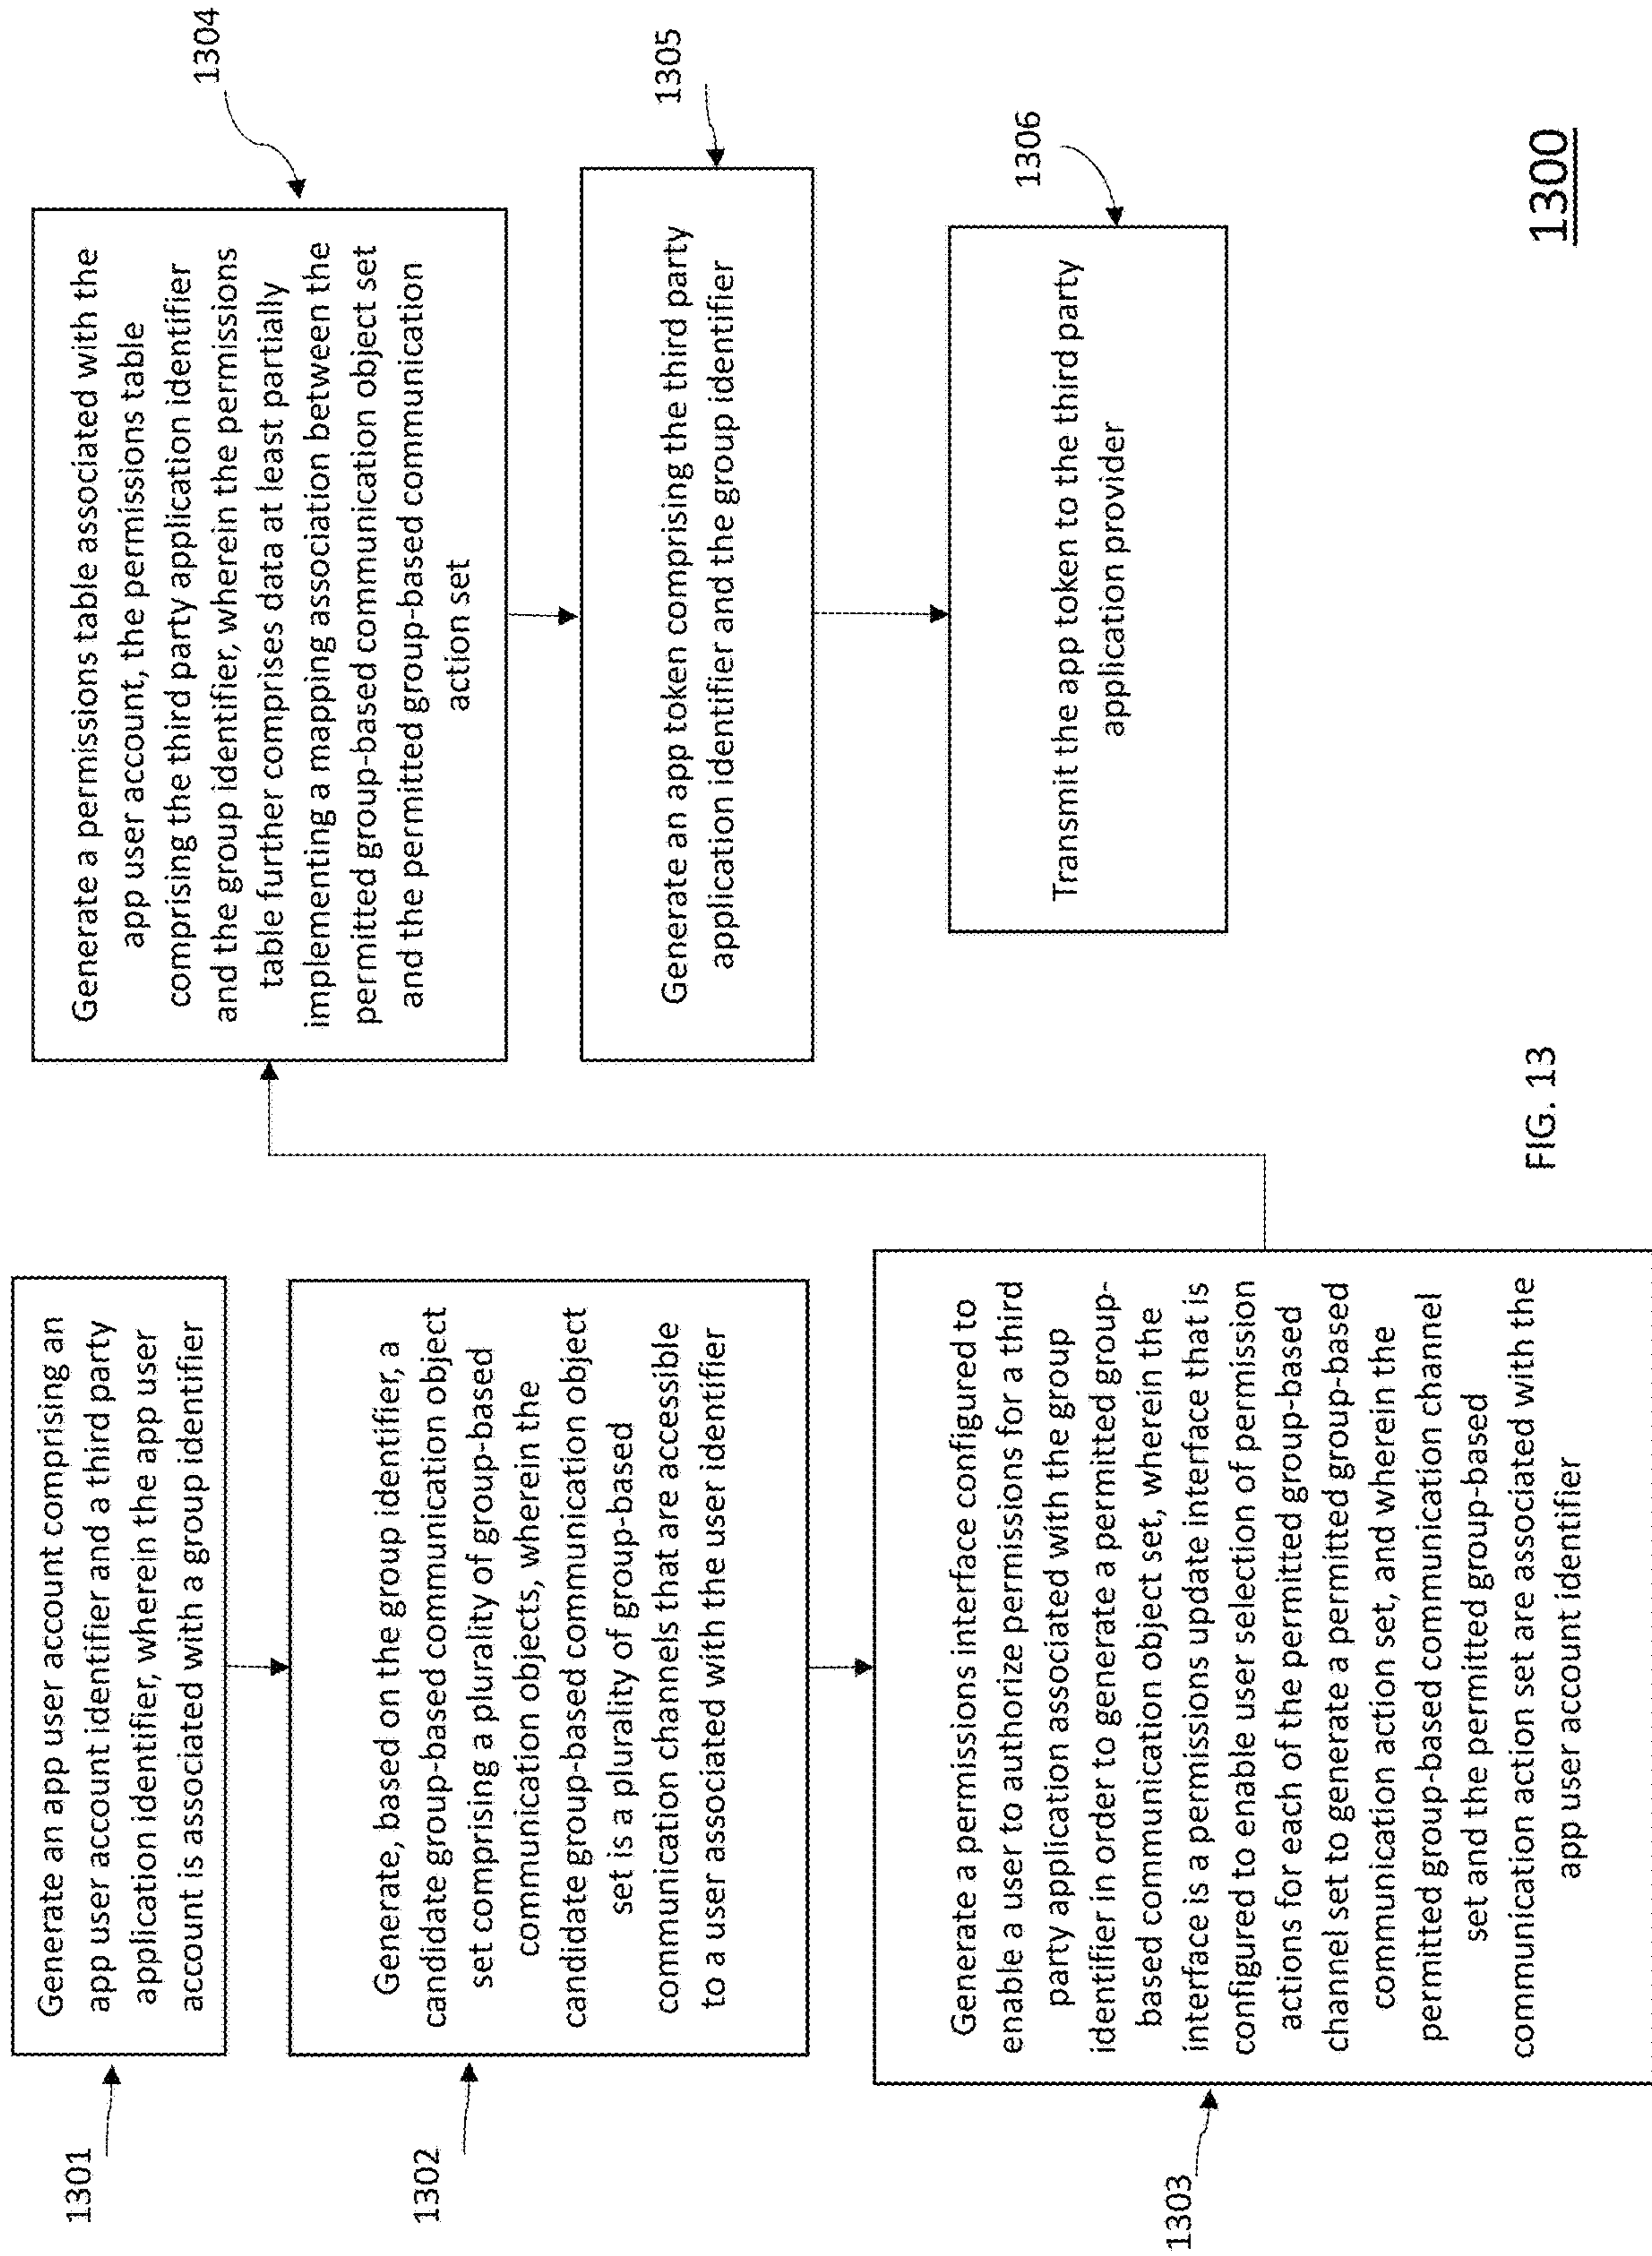 1301
Generate an app user account comprising an
app user account identifier and a third party
application identifier, wherein the app user
account is associated with a group identifier
1302
Generate, based on the group identifier, a
candidate group-based communication object
set comprising a plurality of group-based
communication objects, wherein the
candidate group-based communication object
set is a plurality of group-based
communication channels that are accessible
to a user associated with the user identifier
1303
Generate a permissions interface configured to
enable a user to authorize permissions for a third
party application associated with the group
identifier in order to generate a permitted group-
based communication object set, wherein the
interface is a permissions update interface that is
configured to enable user selection of permission
actions for each of the permitted group-based
channel set to generate a permitted group-based
communication action set, and wherein the
permitted group-based communication channel
set and the permitted group-based
communication action set are associated with the
app user account identifier
1304
Generate a permissions table associated with the
app user account, the permissions table
comprising the third party application identifier
and the group identifier, wherein the permissions
table further comprises data at least partially
implementing a mapping association between the
permitted group-based communication object set
and the permitted group-based communication
action set
1305
Generate an app token comprising the third party
application identifier and the group identifier
1306
Transmit the app token to the third party
application provider
FIG. 13
1300